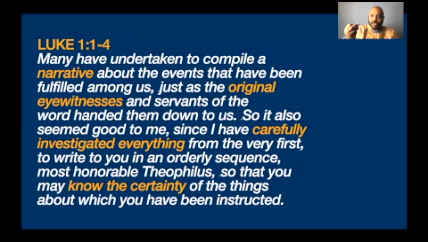 LUKE 1:1-4
Many have undertaken to compile a
narrative about the events that have been
fulfilled among us, just as the original
eyewitnesses and servants of the
word handed them down to us. So it also
seemed good to me, since I have carefully
investigated everything from the very first,
to write to you in an orderly sequence,
most honorable Theophilus, so that you
may know the certainty of the things
about which you have been instructed.